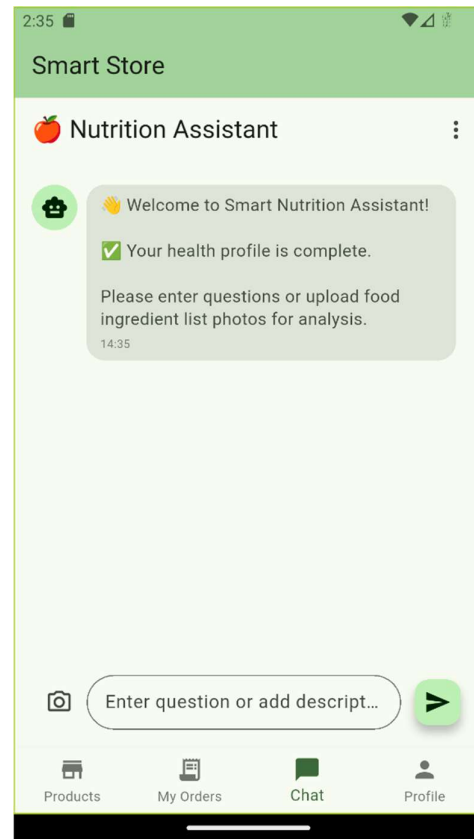 2:35
Smart Store
🍎 Nutrition Assistant
👋 Welcome to Smart Nutrition Assistant!
✅ Your health profile is complete.
Please enter questions or upload food
ingredient list photos for analysis.
14:35
Enter question or add descript...
Products
My Orders
Chat
Profile